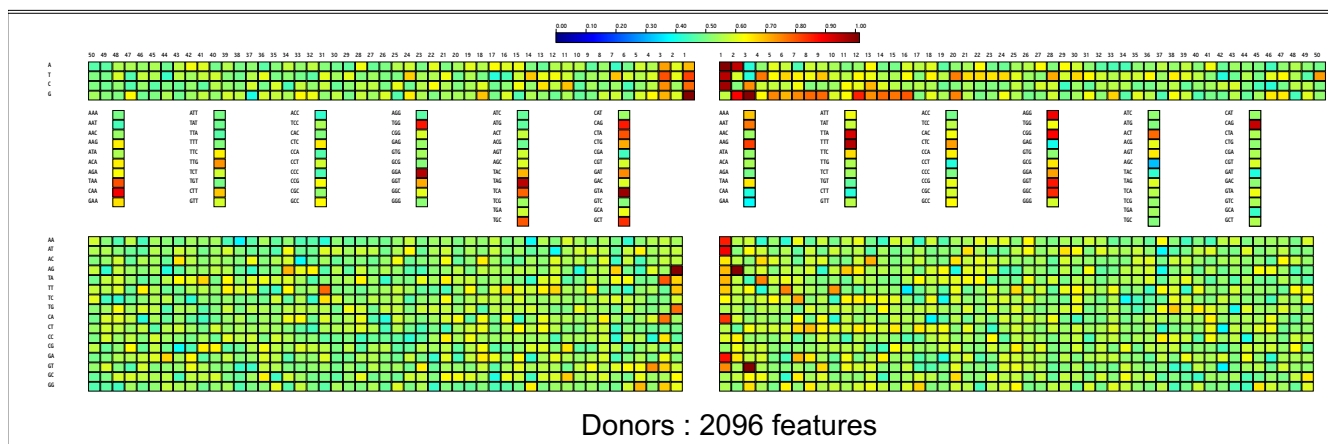 0.00 0.10 0.20 0.30 0.40 0.50 0.60 0.70 0.80 0.90 1.00
50 49 48 47 46 45 44 43 42 41 40 39 38 37 36 35 34 33 32 31 30 29 28 27 26 25 24 23 22 21 20 19 18 17 16 15 14 13 12 11 10 9 8 7 6 5 4 3 2 1 1 2 3 4 5 6 7 8 9 10 11 12 13 14 15 16 17 18 19 20 21 22 23 24 25 26 27 28 29 30 31 32 33 34 35 36 37 38 39 40 41 42 43 44 45 46 47 48 49 50
A
T
C
G
AAA ATT ACC AGG ATC CAT AAA ATT ACC AGG ATC CAT
AAT TAT TCC TGG ATG CAG AAT TAT TCC TGG ATG CAG
AAC TTA CAC CGG ACT CTA AAC TTA CAC CGG ACT CTA
AAG TTT CTC GAG ACG CTG AAG TTT CTC GAG ACG CTG
ATA TTC CCA GTG AGT CGA ATA TTC CCA GTG AGT CGA
ACA TTG CCT GCG AGC CGT ACA TTG CCT GCG AGC CGT
AGA TCT CCC GGA TAC GAT AGA TCT CCC GGA TAC GAT
TAA TGT CCG GGT TAG GAC TAA TGT CCG GGT TAG GAC
CAA CTT CGC GGC TCA GTA CAA CTT CGC GGC TCA GTA
GAA GTT GCC GGG TCG GTC GAA GTT GCC GGG TCG GTC
TGA GCA TGA GCA
TGC GCT TGC GCT
AA
AT
AC
AG
TA
TT
TC
TG
CA
CT
CC
CG
GA
GT
GC
GG
Donors : 2096 features